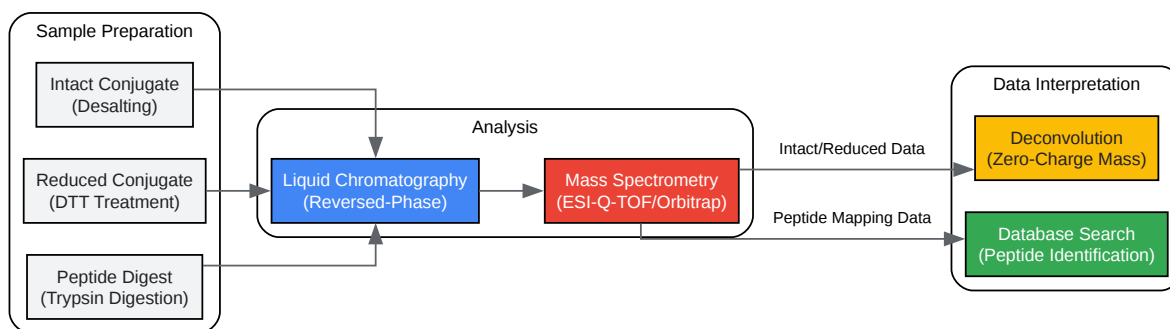 Sample Preparation
Intact Conjugate
(Desalting)
Reduced Conjugate
(DTT Treatment)
Peptide Digest
(Trypsin Digestion)
Analysis
Liquid Chromatography
(Reversed-Phase)
Mass Spectrometry
(ESI-Q-TOF/Orbitrap)
Intact/Reduced Data
Peptide Mapping Data
Data Interpretation
Deconvolution
(Zero-Charge Mass)
Database Search
(Peptide Identification)